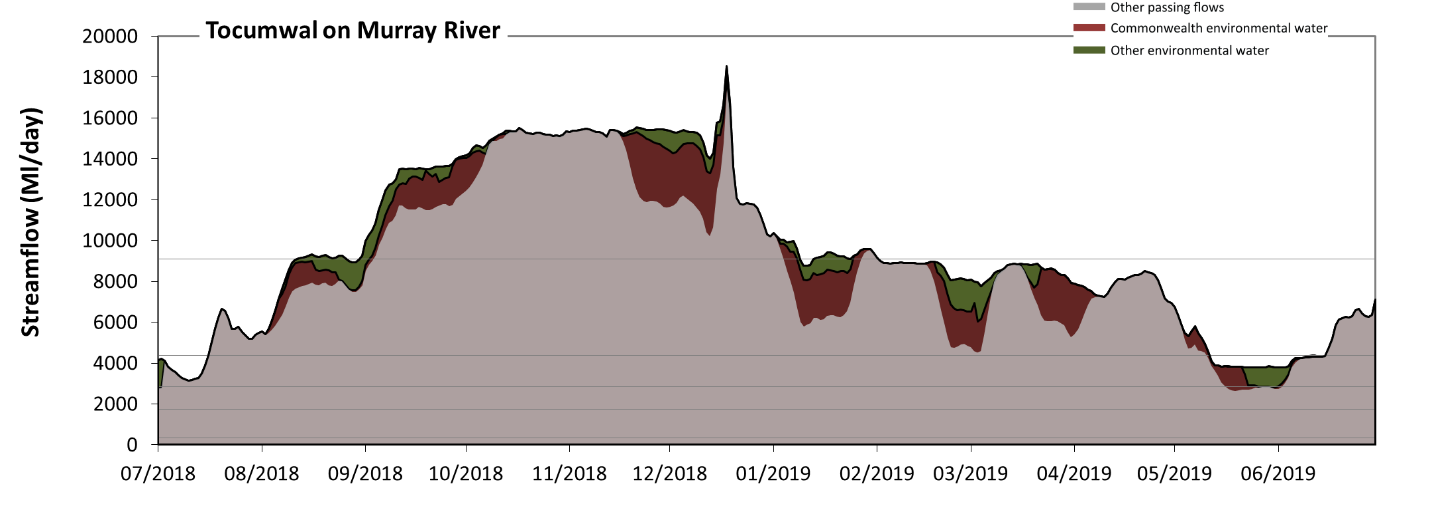 Other passing flows
Commonwealth environmental water
Other environmental water
Tocumwal on Murray River
Streamflow (Ml/day)
20000
18000
16000
14000
12000
10000
8000
6000
4000
2000
0
07/2018 08/2018 09/2018 10/2018 11/2018 12/2018 01/2019 02/2019 03/2019 04/2019 05/2019 06/2019